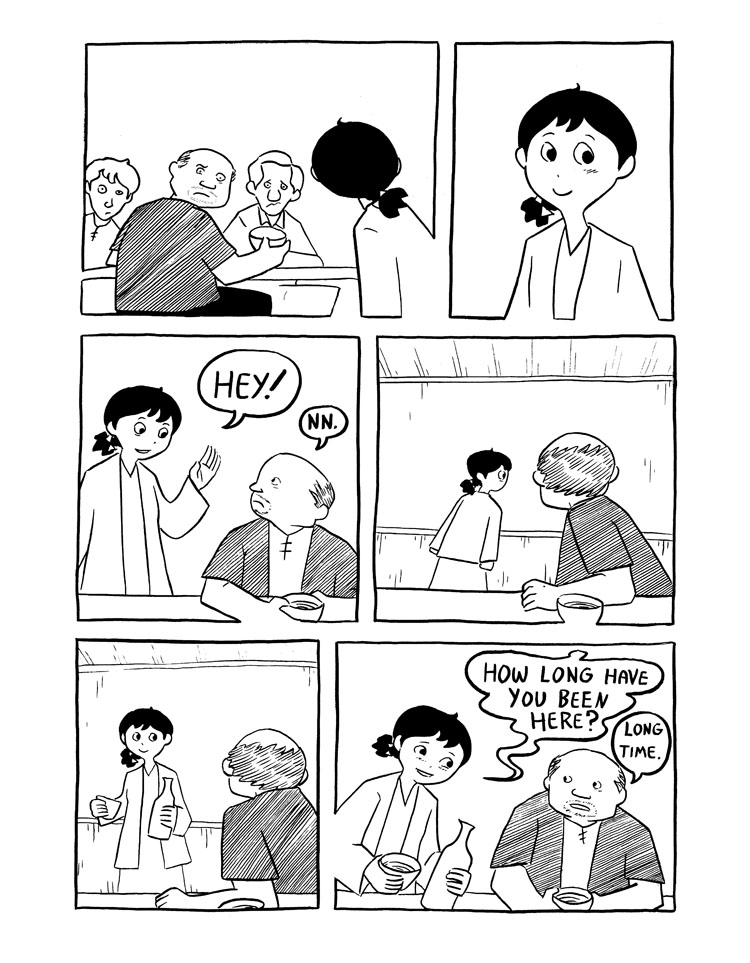 HEY!
NN.
HOW LONG HAVE
YOU BEEN
HERE?
LONG
TIME.